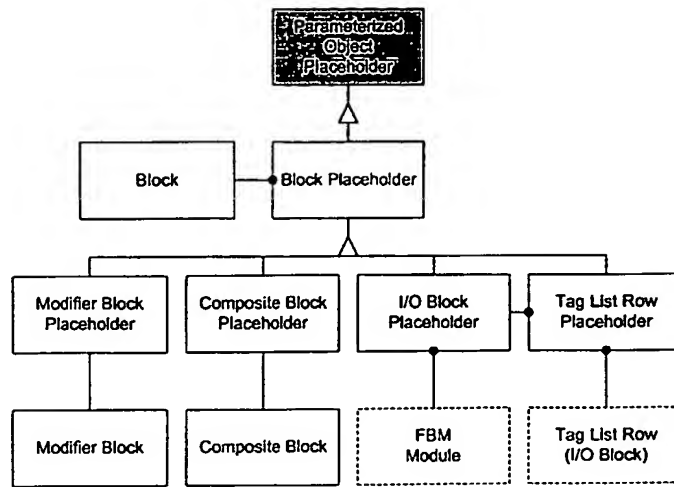 Parameterized
Object
Placeholder
Block
Block Placeholder
Modifier Block
Placeholder
Composite Block
Placeholder
I/O Block
Placeholder
Tag List Row
Placeholder
Modifier Block
Composite Block
FBM
Module
Tag List Row
(I/O Block)